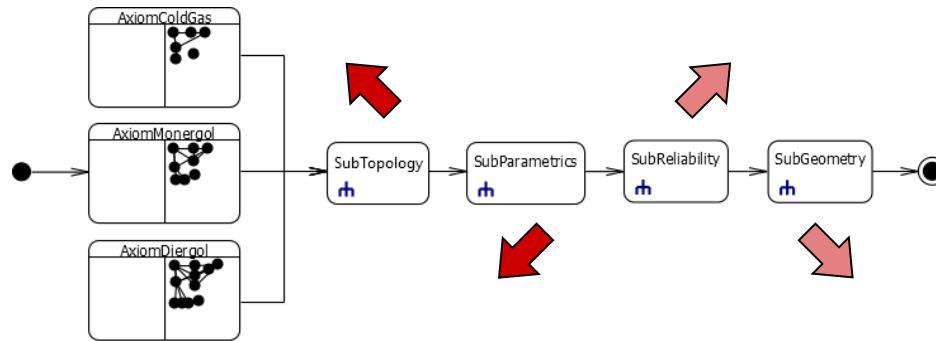 AxiomColdGas
AxiomMonergol
AxiomDiergol
SubTopology
SubParametrics
SubReliability
SubGeometry